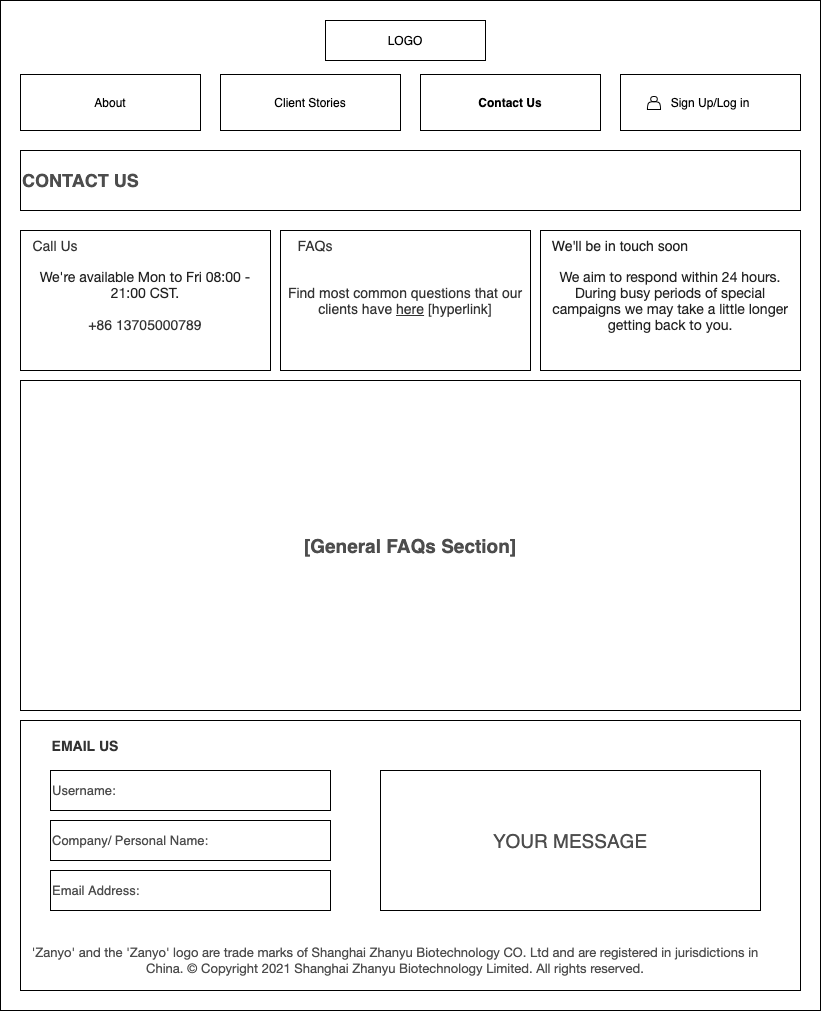 LOGO
About
Client Stories
Contact Us
Sign Up/Log in
CONTACT US
Call Us
We're available Mon to Fri 08:00 -
21:00 CST.
+86 13705000789
FAQs
Find most common questions that our
clients have here [hyperlink]
We'll be in touch soon
We aim to respond within 24 hours.
During busy periods of special
campaigns we may take a little longer
getting back to you.
[General FAQs Section]
EMAIL US
Username:
Company/ Personal Name:
Email Address:
YOUR MESSAGE
'Zanyo' and the 'Zanyo' logo are trade marks of Shanghai Zhanyu Biotechnology CO. Ltd and are registered in jurisdictions in
China. © Copyright 2021 Shanghai Zhanyu Biotechnology Limited. All rights reserved.